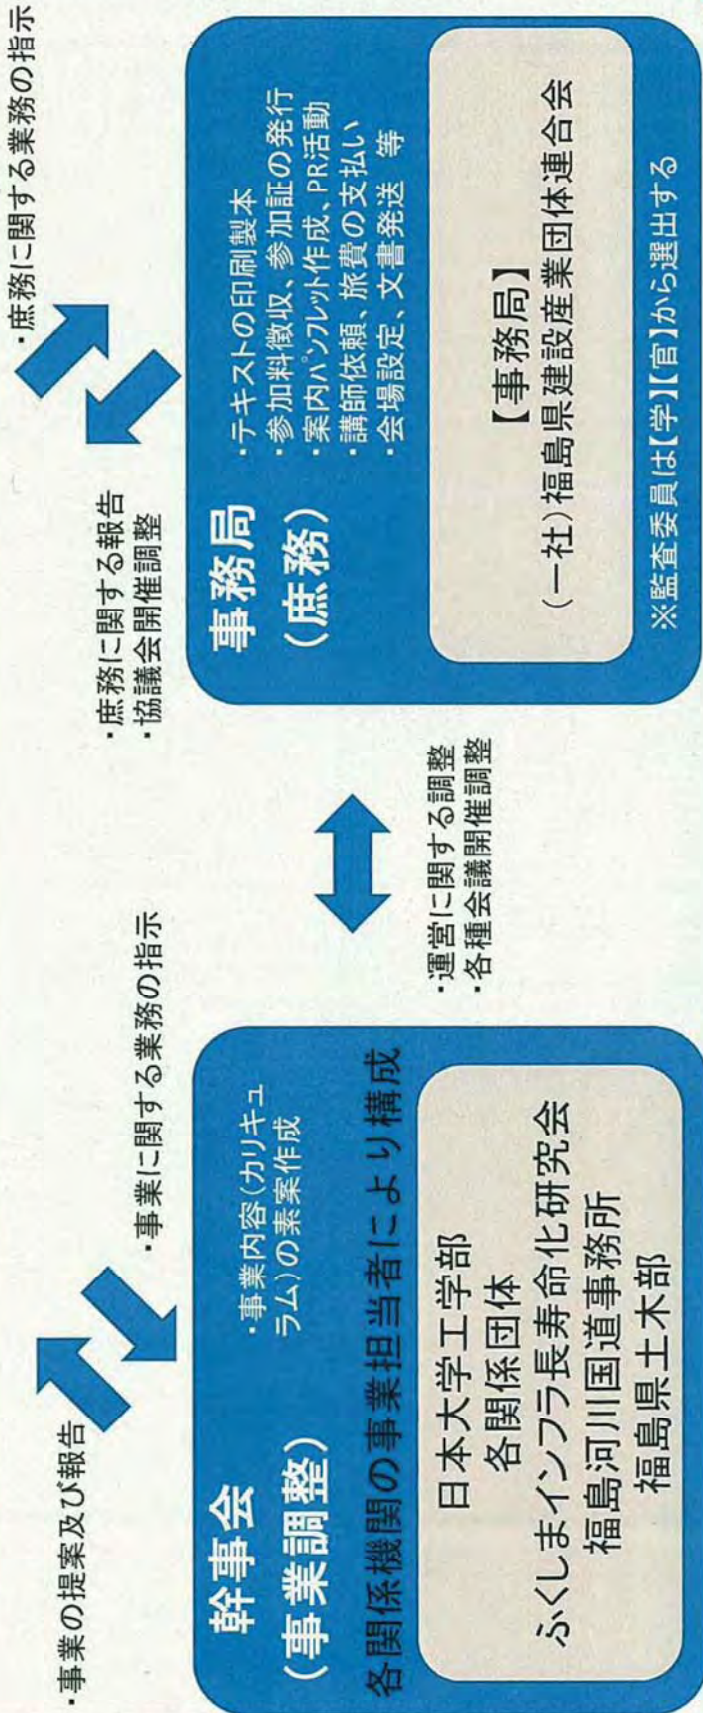 ・事業の提案及び報告
・事業に関する業務の指示
・庶務に関する報告
・協議会開催調整
・庶務に関する業務の指示
幹事会
(事業調整)
・事業内容(カリキュ
ラム)の素案作成
各関係機関の事業担当者により構成
日本大学工学部
各関係団体
ふくしまインフラ長寿命化研究会
福島河川国道事務所
福島県土木部
・運営に関する調整
・各種会議開催調整
事務局
(庶務)
・テキストの印刷製本
・参加料徴収、参加証の発行
・案内パンフレット作成、PR活動
・講師依頼、旅費の支払い
・会場設定、文書発送 等
【事務局】
(一社)福島県建設産業団体連合会
※監査委員は【学】【官】から選出する